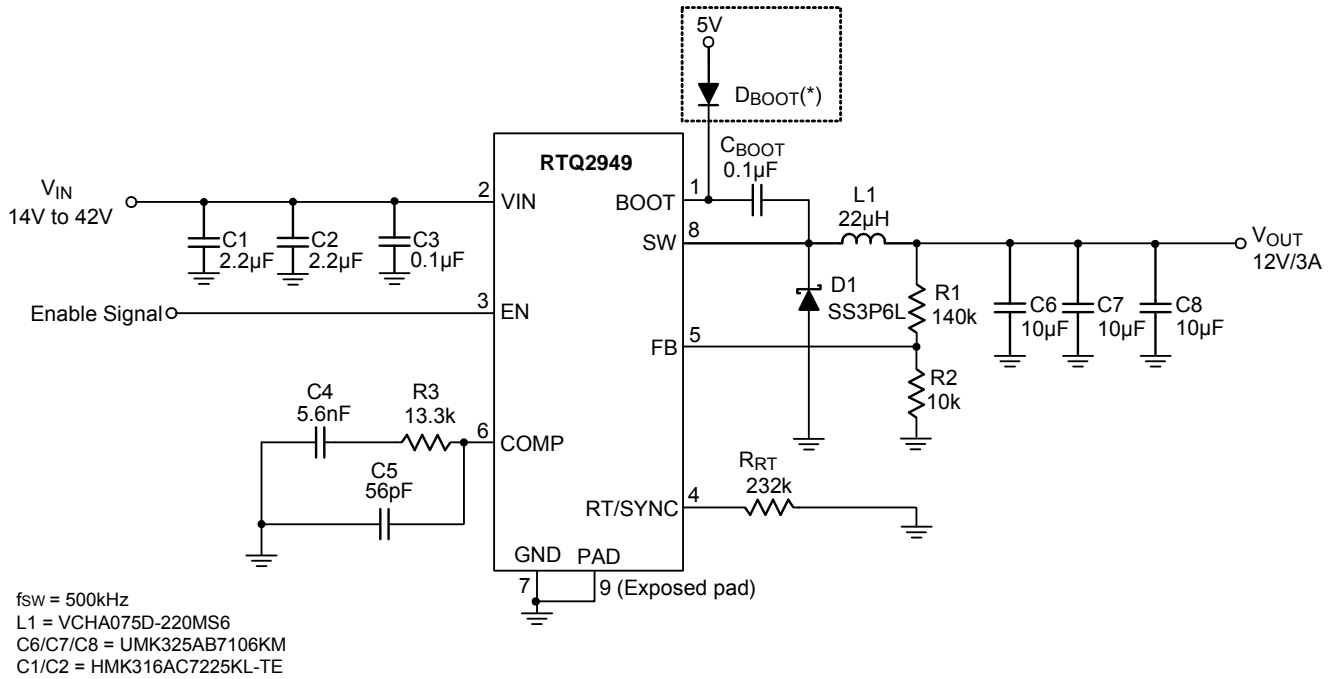 5V
DBOOT(*)
RTQ2949
CBOOT
0.1µF
VIN
14V to 42V
2
VIN
1
BOOT
L1
22µH
SW
8
VOUT
12V/3A
C1
2.2µF
C2
2.2µF
C3
0.1µF
D1
SS3P6L
R1
140k
C6
10µF
C7
10µF
C8
10µF
Enable Signal
3
EN
FB
5
R2
10k
C4
5.6nF
R3
13.3k
6
COMP
C5
56pF
RRT
232k
RT/SYNC
4
GND
PAD
7
9 (Exposed pad)
fSW = 500kHz
L1 = VCHA075D-220MS6
C6/C7/C8 = UMK325AB7106KM
C1/C2 = HMK316AC7225KL-TE